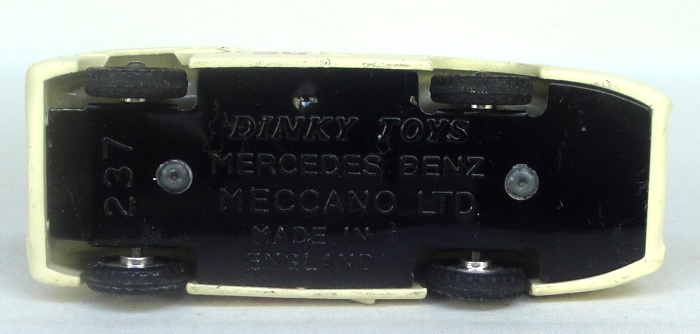 DINKY TOYS
MERCEDES BENZ
MECCANO LTD
MADE IN
ENGLAND
237